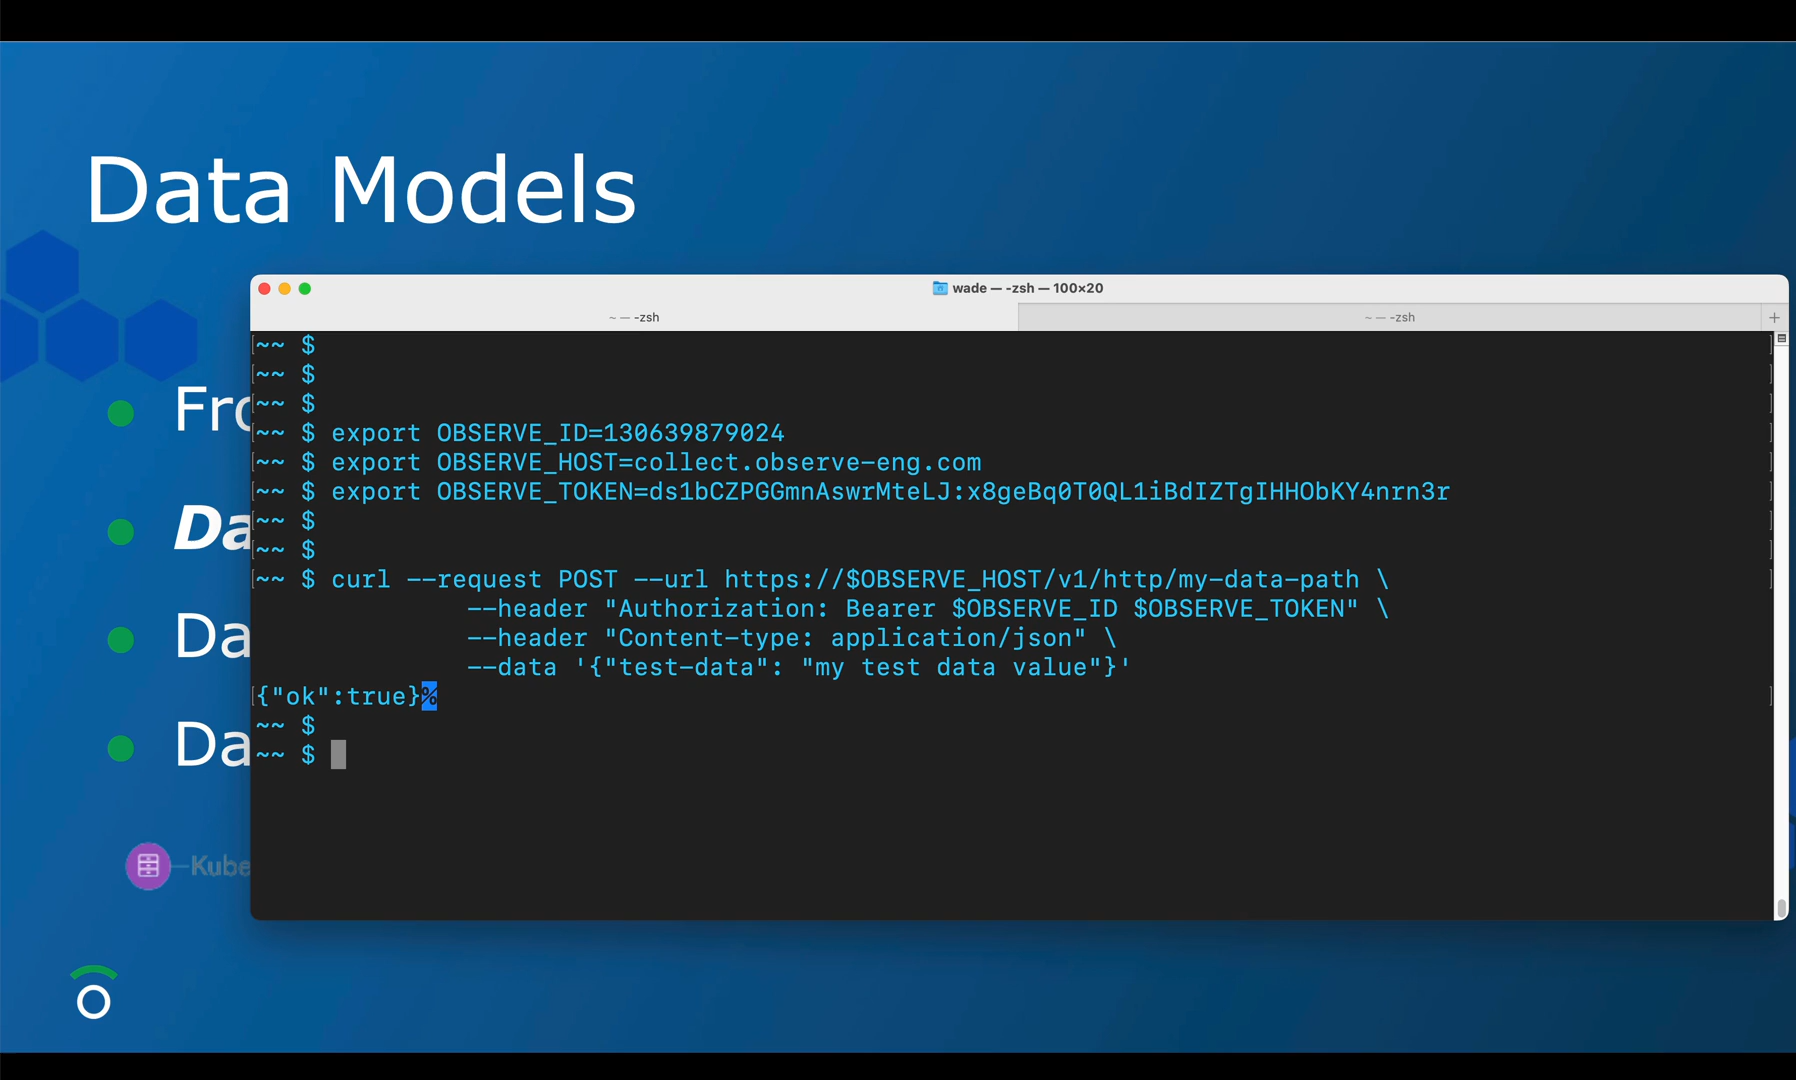 Data Models
wade — -zsh — 100×20
~ — -zsh
~ — -zsh
~~ $
~~ $
~~ $
~~ $ export OBSERVE_ID=130639879024
~~ $ export OBSERVE_HOST=collect.observe-eng.com
~~ $ export OBSERVE_TOKEN=ds1bCZPGGmnAswrMteLJ:x8geBq0T0QL1iBdIZTgIHHObKY4nrn3r
~~ $
~~ $
~~ $ curl --request POST --url https://$OBSERVE_HOST/v1/http/my-data-path \
--header "Authorization: Bearer $OBSERVE_ID $OBSERVE_TOKEN" \
--header "Content-type: application/json" \
--data '{"test-data": "my test data value"}'
{"ok":true}%
~~ $
~~ $
Fro
Da
Da
Da
Kube